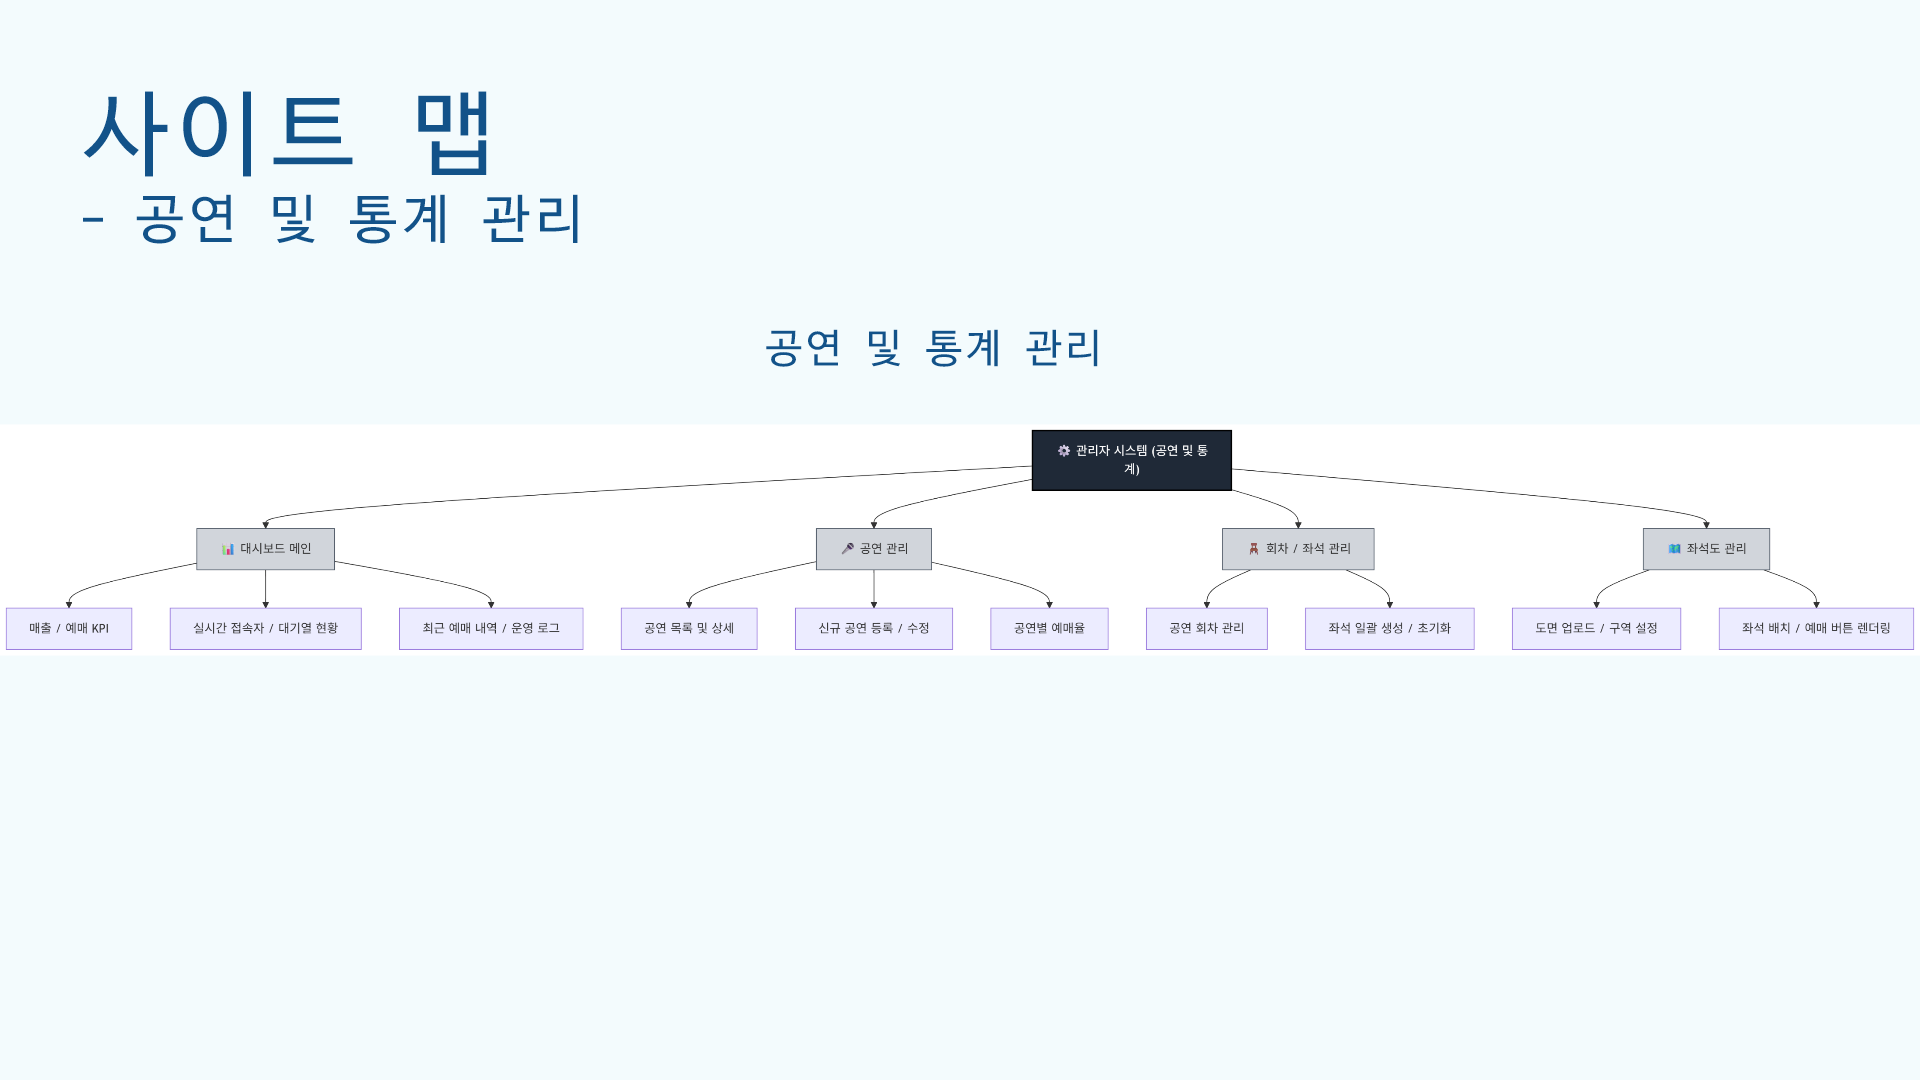 사이트 맵
- 공연 및 통계 관리
공연 및 통계 관리
관리자 시스템 (공연 및 통
계)
대시보드 메인
공연 관리
회차 / 좌석 관리
좌석도 관리
매출 / 예매 KPI
실시간 접속자 / 대기열 현황
최근 예매 내역 / 운영 로그
공연 목록 및 상세
신규 공연 등록 / 수정
공연별 예매율
공연 회차 관리
좌석 일괄 생성 / 초기화
도면 업로드 / 구역 설정
좌석 배치 / 예매 버튼 렌더링